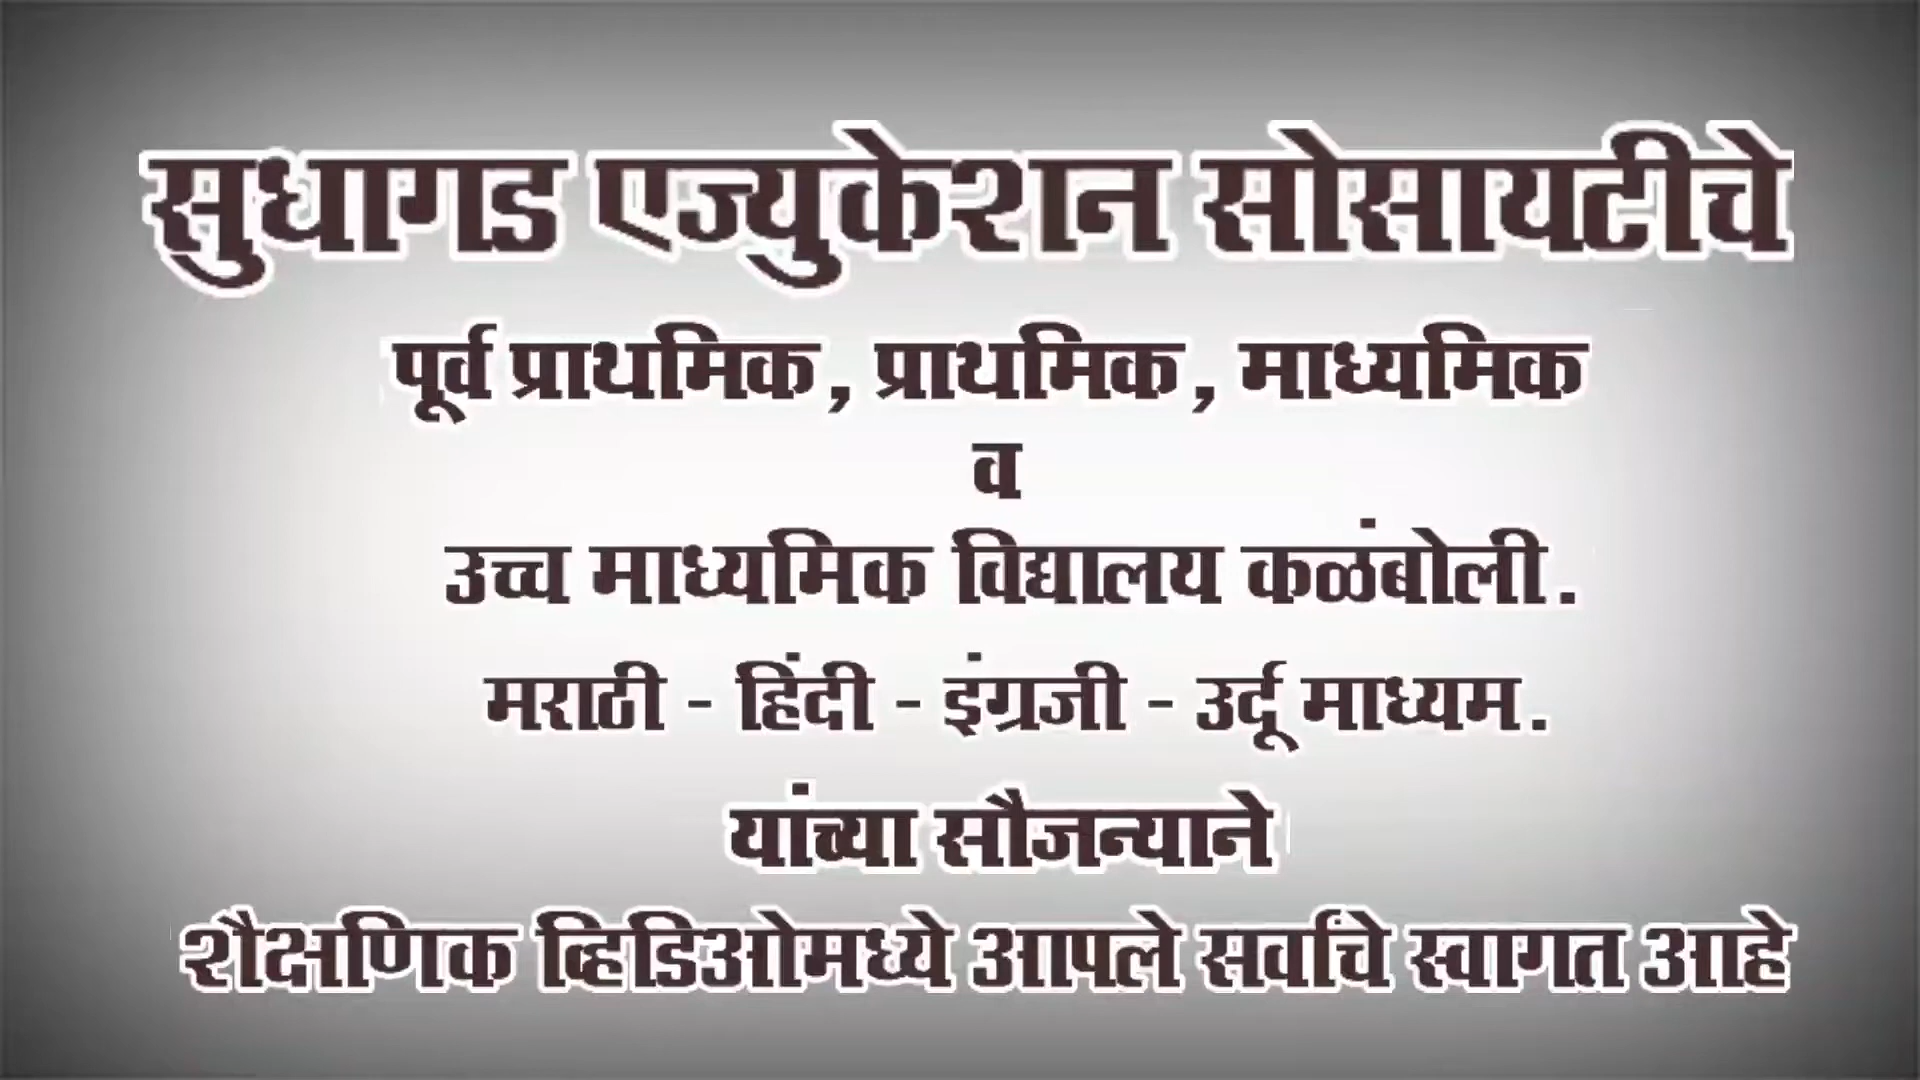 सुधागड एज्युकेशन सोसायटीचे
पूर्व प्राथमिक, प्राथमिक, माध्यमिक
व
उच्च माध्यमिक विद्यालय कळंबोली.
मराठी - हिंदी - इंग्रजी - उर्दू माध्यम.
यांच्या सौजन्याने
शैक्षणिक व्हिडिओमध्ये आपले सर्वांचे स्वागत आहे